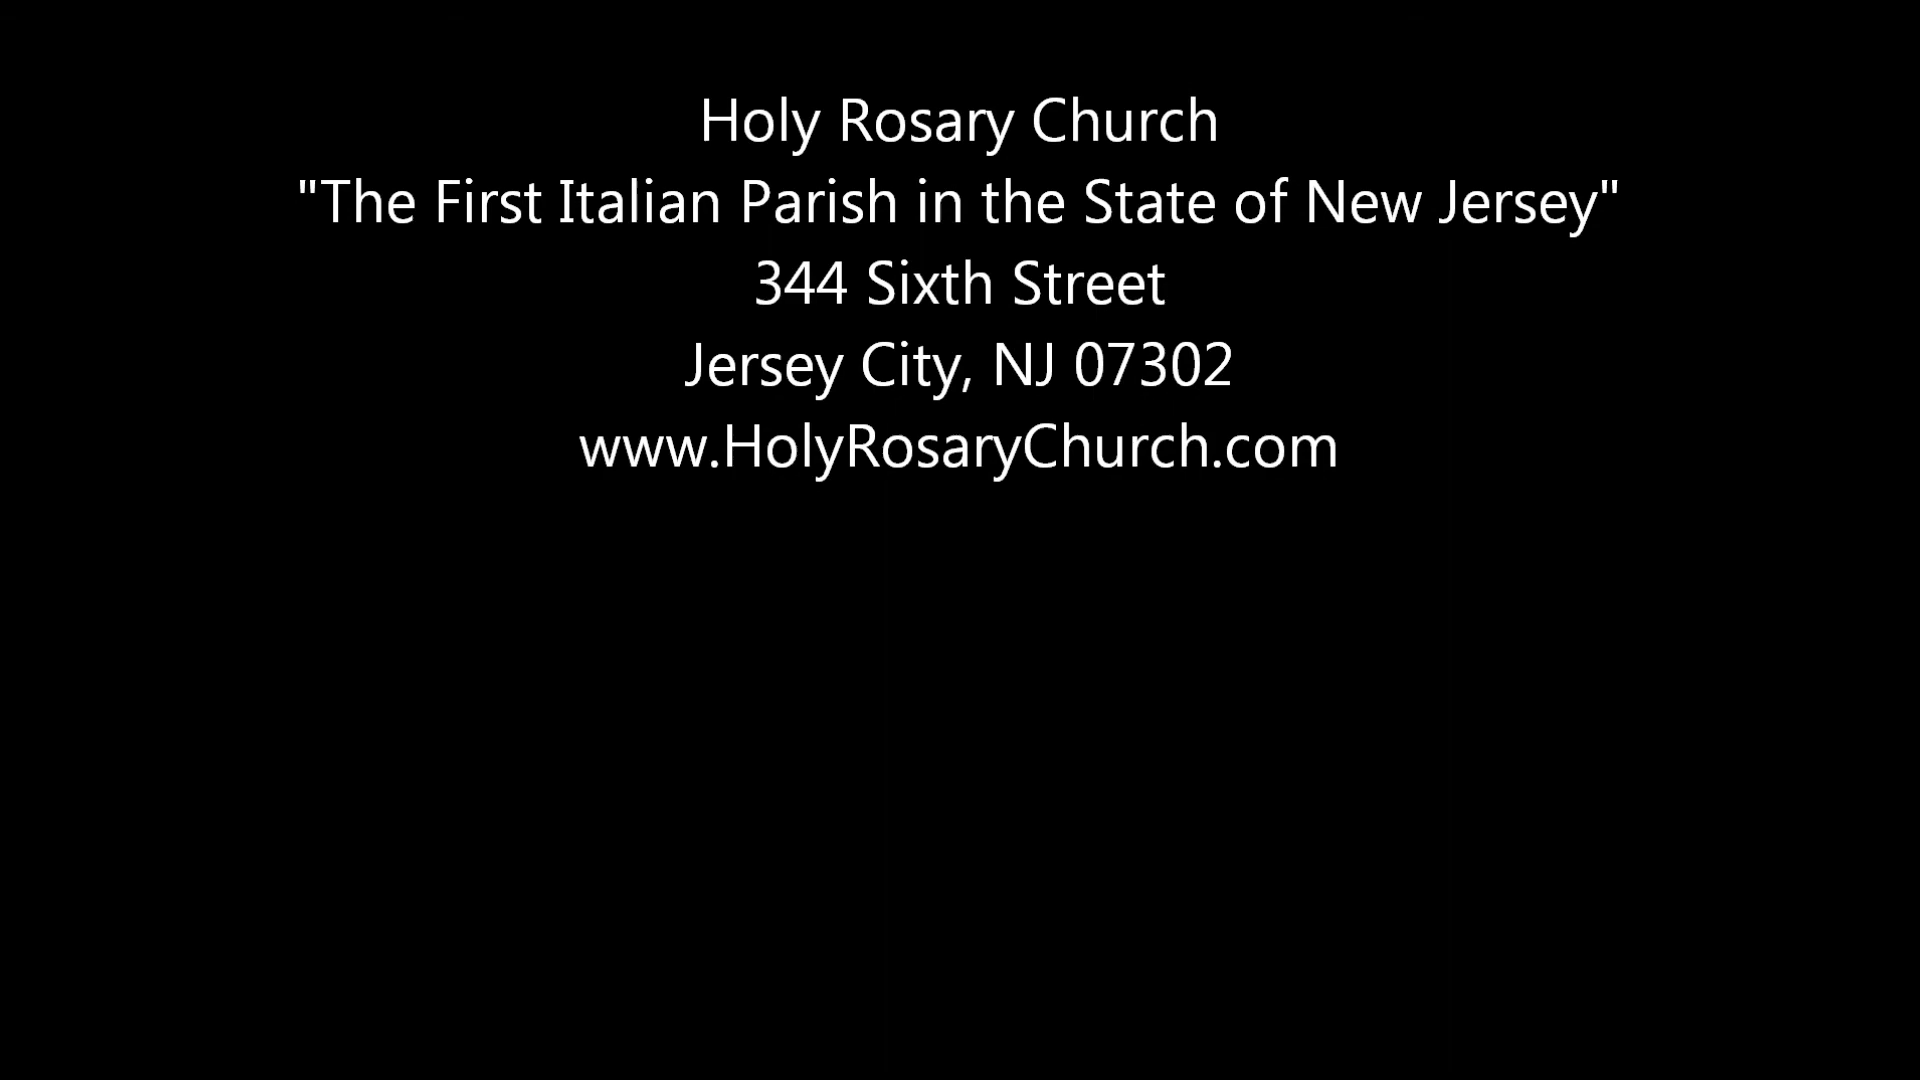 Holy Rosary Church
"The First Italian Parish in the State of New Jersey"
344 Sixth Street
Jersey City, NJ 07302
www.HolyRosaryChurch.com